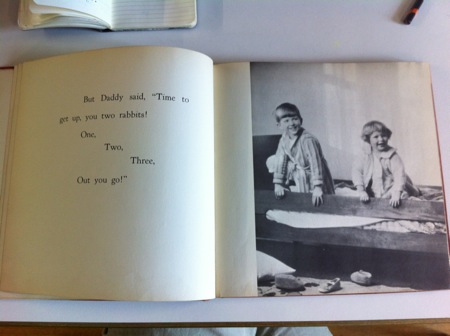 But Daddy said, "Time to
get up, you two rabbits!
One,
Two,
Three,
Out you go!"